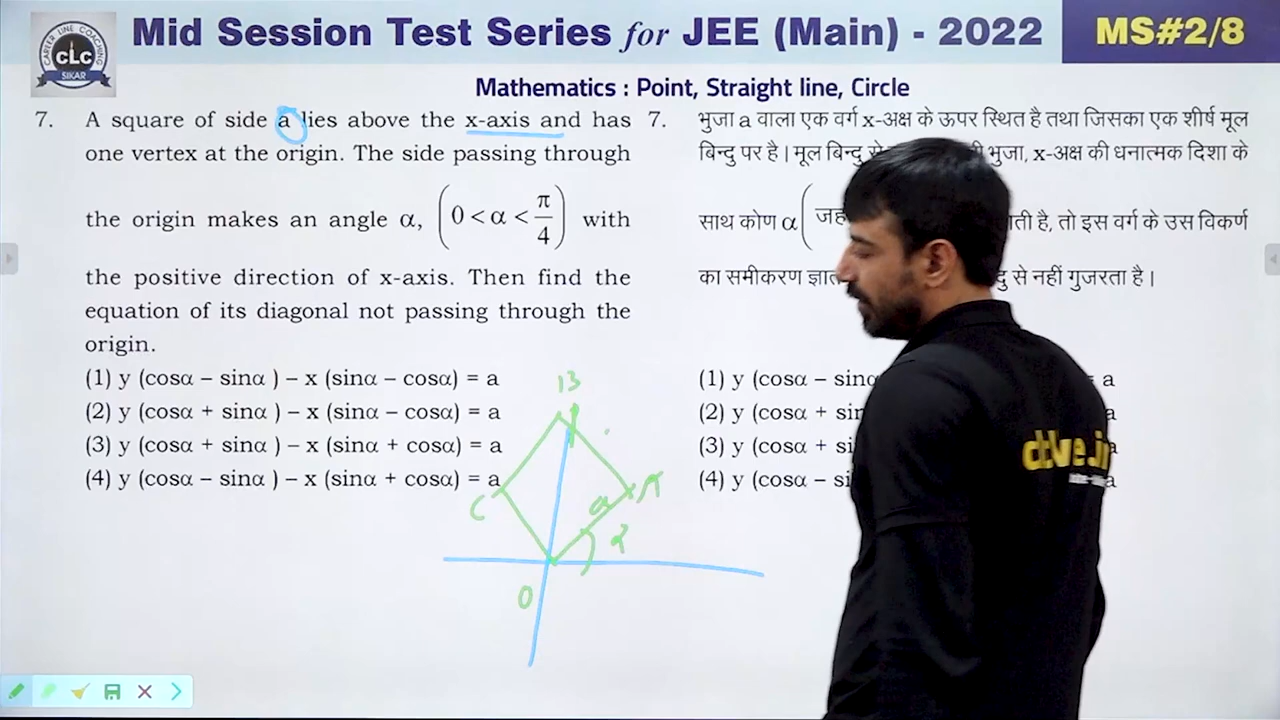 CAREER LINE COACHING
CLC
SIKAR
Mid Session Test Series for JEE (Main) - 2022
MS#2/8
Mathematics : Point, Straight line, Circle
7. A square of side a lies above the x-axis and has
one vertex at the origin. The side passing through
the origin makes an angle α, (0 < α < π/4) with
the positive direction of x-axis. Then find the
equation of its diagonal not passing through the
origin.
(1) y (cosα − sinα ) − x (sinα − cosα) = a
(2) y (cosα + sinα ) − x (sinα − cosα) = a
(3) y (cosα + sinα ) − x (sinα + cosα) = a
(4) y (cosα − sinα ) − x (sinα + cosα) = a
7. भुजा a वाला एक वर्ग x-अक्ष के ऊपर स्थित है तथा जिसका एक शीर्ष मूल
बिन्दु पर है। मूल बिन्दु से भुजा, x-अक्ष की धनात्मक दिशा के
साथ कोण α ( है, तो इस वर्ग के उस विकर्ण
का समीकरण से नहीं गुजरता है।
(1) y (cosα − a
(2) y (cosα + a
(3) y (cosα + a
(4) y (cosα − a
B
C
A
a
α
O